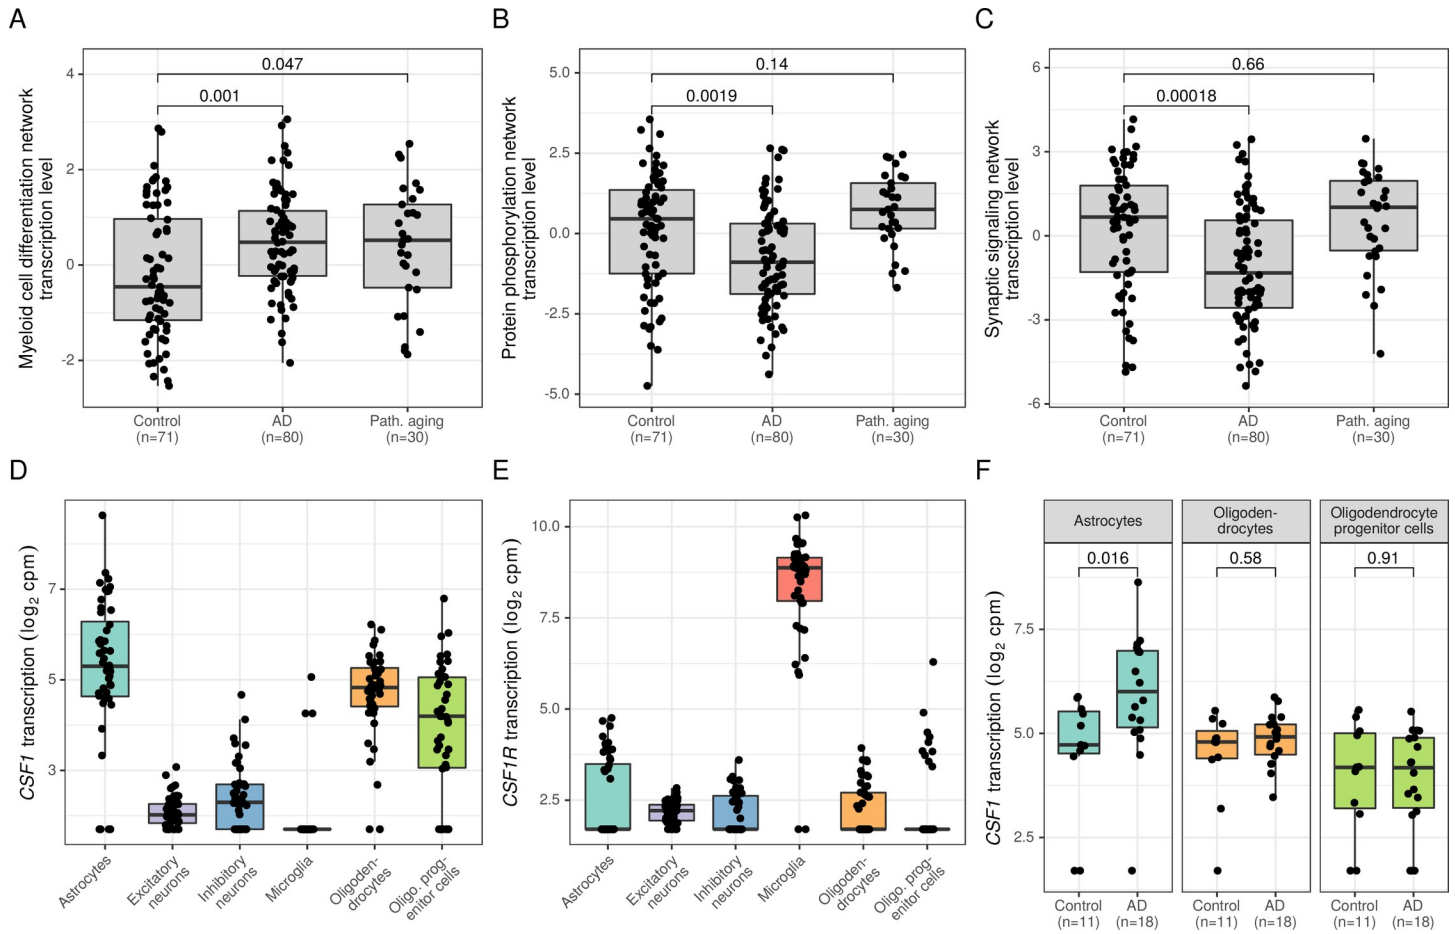 A
Myeloid cell differentiation network
transcription level
4
2
0
-2
0.047
0.001
Control
(n=71)
AD
(n=80)
Path. aging
(n=30)
B
Protein phosphorylation network
transcription level
5.0
2.5
0.0
-2.5
-5.0
0.14
0.0019
Control
(n=71)
AD
(n=80)
Path. aging
(n=30)
C
Synaptic signaling network
transcription level
6
3
0
-3
-6
0.66
0.00018
Control
(n=71)
AD
(n=80)
Path. aging
(n=30)
D
CSF1 transcription (log₂ cpm)
7
5
3
Astrocytes
Excitatory
neurons
Inhibitory
neurons
Microglia
Oligoden-
drocytes
Oligo. prog-
enitor cells
E
CSF1R transcription (log₂ cpm)
10.0
7.5
5.0
2.5
Astrocytes
Excitatory
neurons
Inhibitory
neurons
Microglia
Oligoden-
drocytes
Oligo. prog-
enitor cells
F
CSF1 transcription (log₂ cpm)
7.5
5.0
2.5
Astrocytes
0.016
Control
(n=11)
AD
(n=18)
Oligoden-
drocytes
0.58
Control
(n=11)
AD
(n=18)
Oligodendrocyte
progenitor cells
0.91
Control
(n=11)
AD
(n=18)